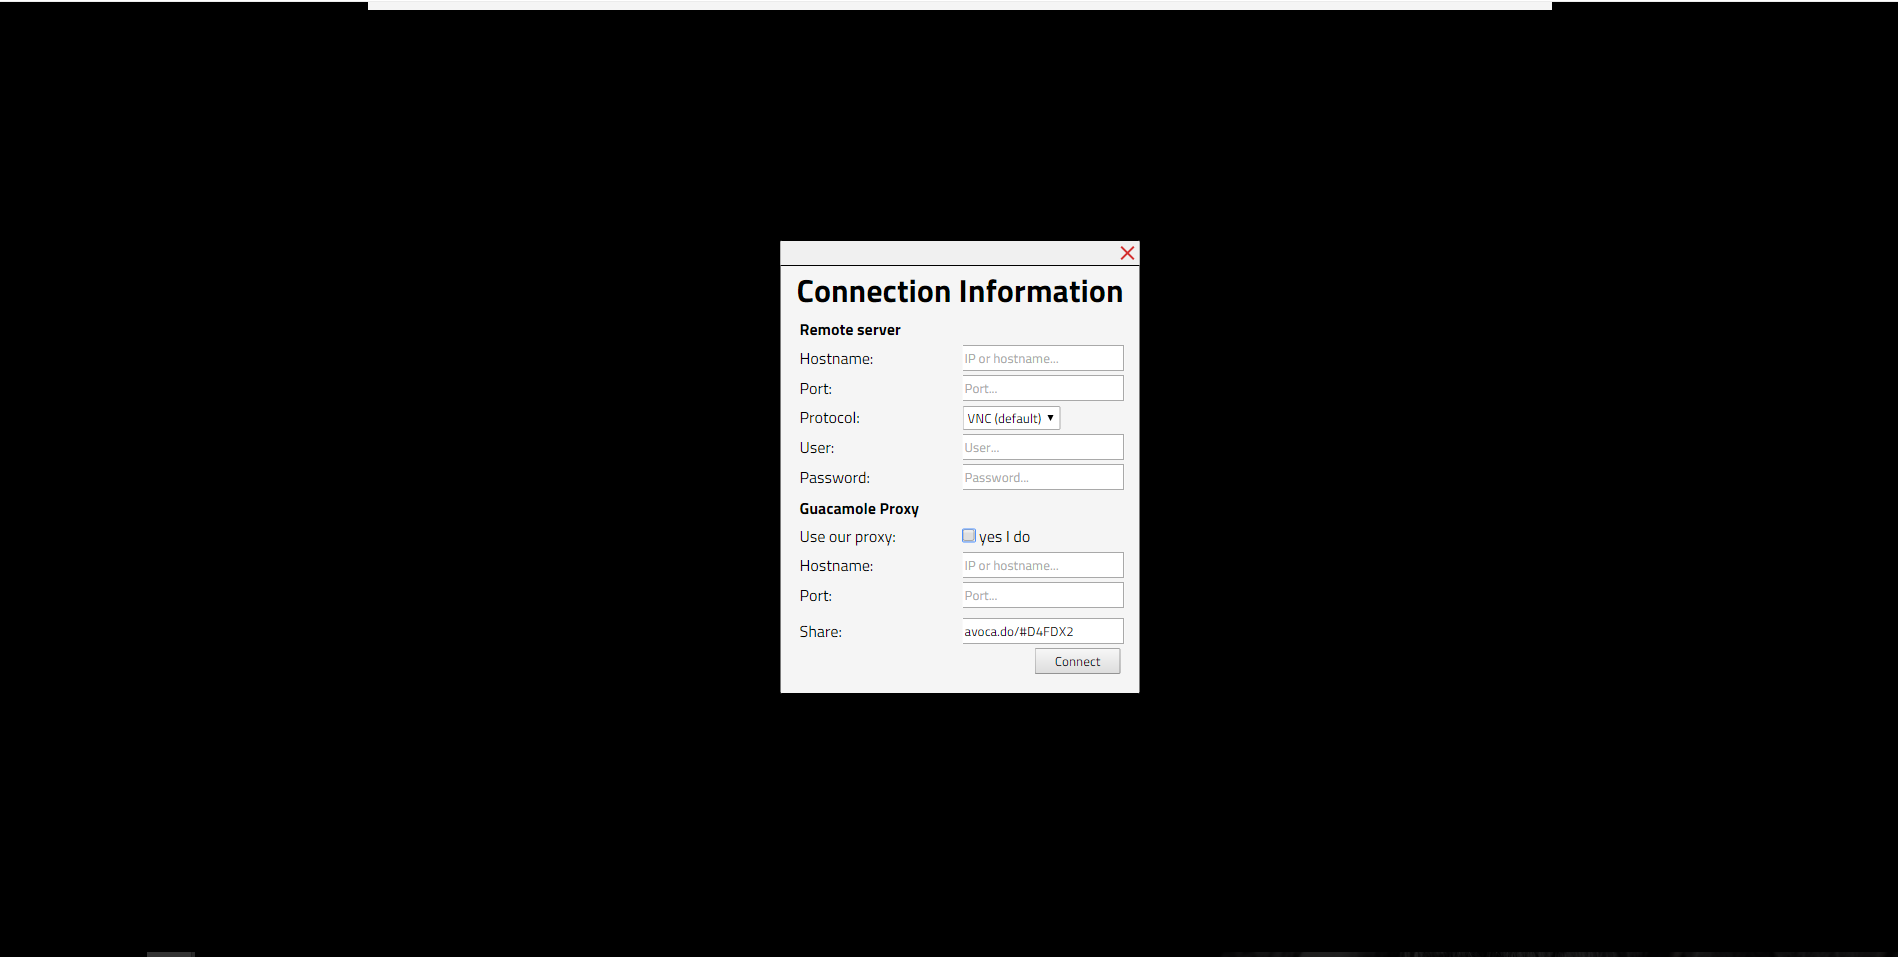 Connection Information
Remote server
Hostname: IP or hostname...
Port: Port...
Protocol: VNC (default)
User: User...
Password: Password...
Guacamole Proxy
Use our proxy: yes I do
Hostname: IP or hostname...
Port: Port...
Share: avoca.do/#D4FDX2
Connect